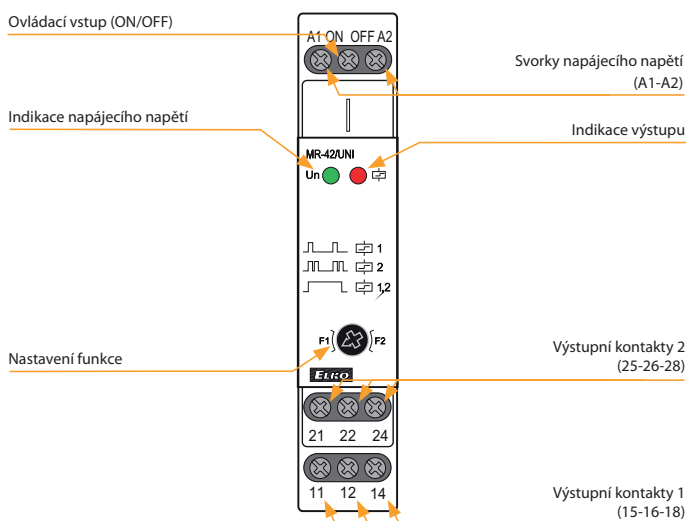 Ovládací vstup (ON/OFF)
A1 ON OFF A2
Svorky napájecího napětí
(A1-A2)
Indikace napájecího napětí
Indikace výstupu
MR-42/UNI
Un
1
2
1,2
F1 F2
Nastavení funkce
ELKO
Výstupní kontakty 2
(25-26-28)
21 22 24
11 12 14
Výstupní kontakty 1
(15-16-18)